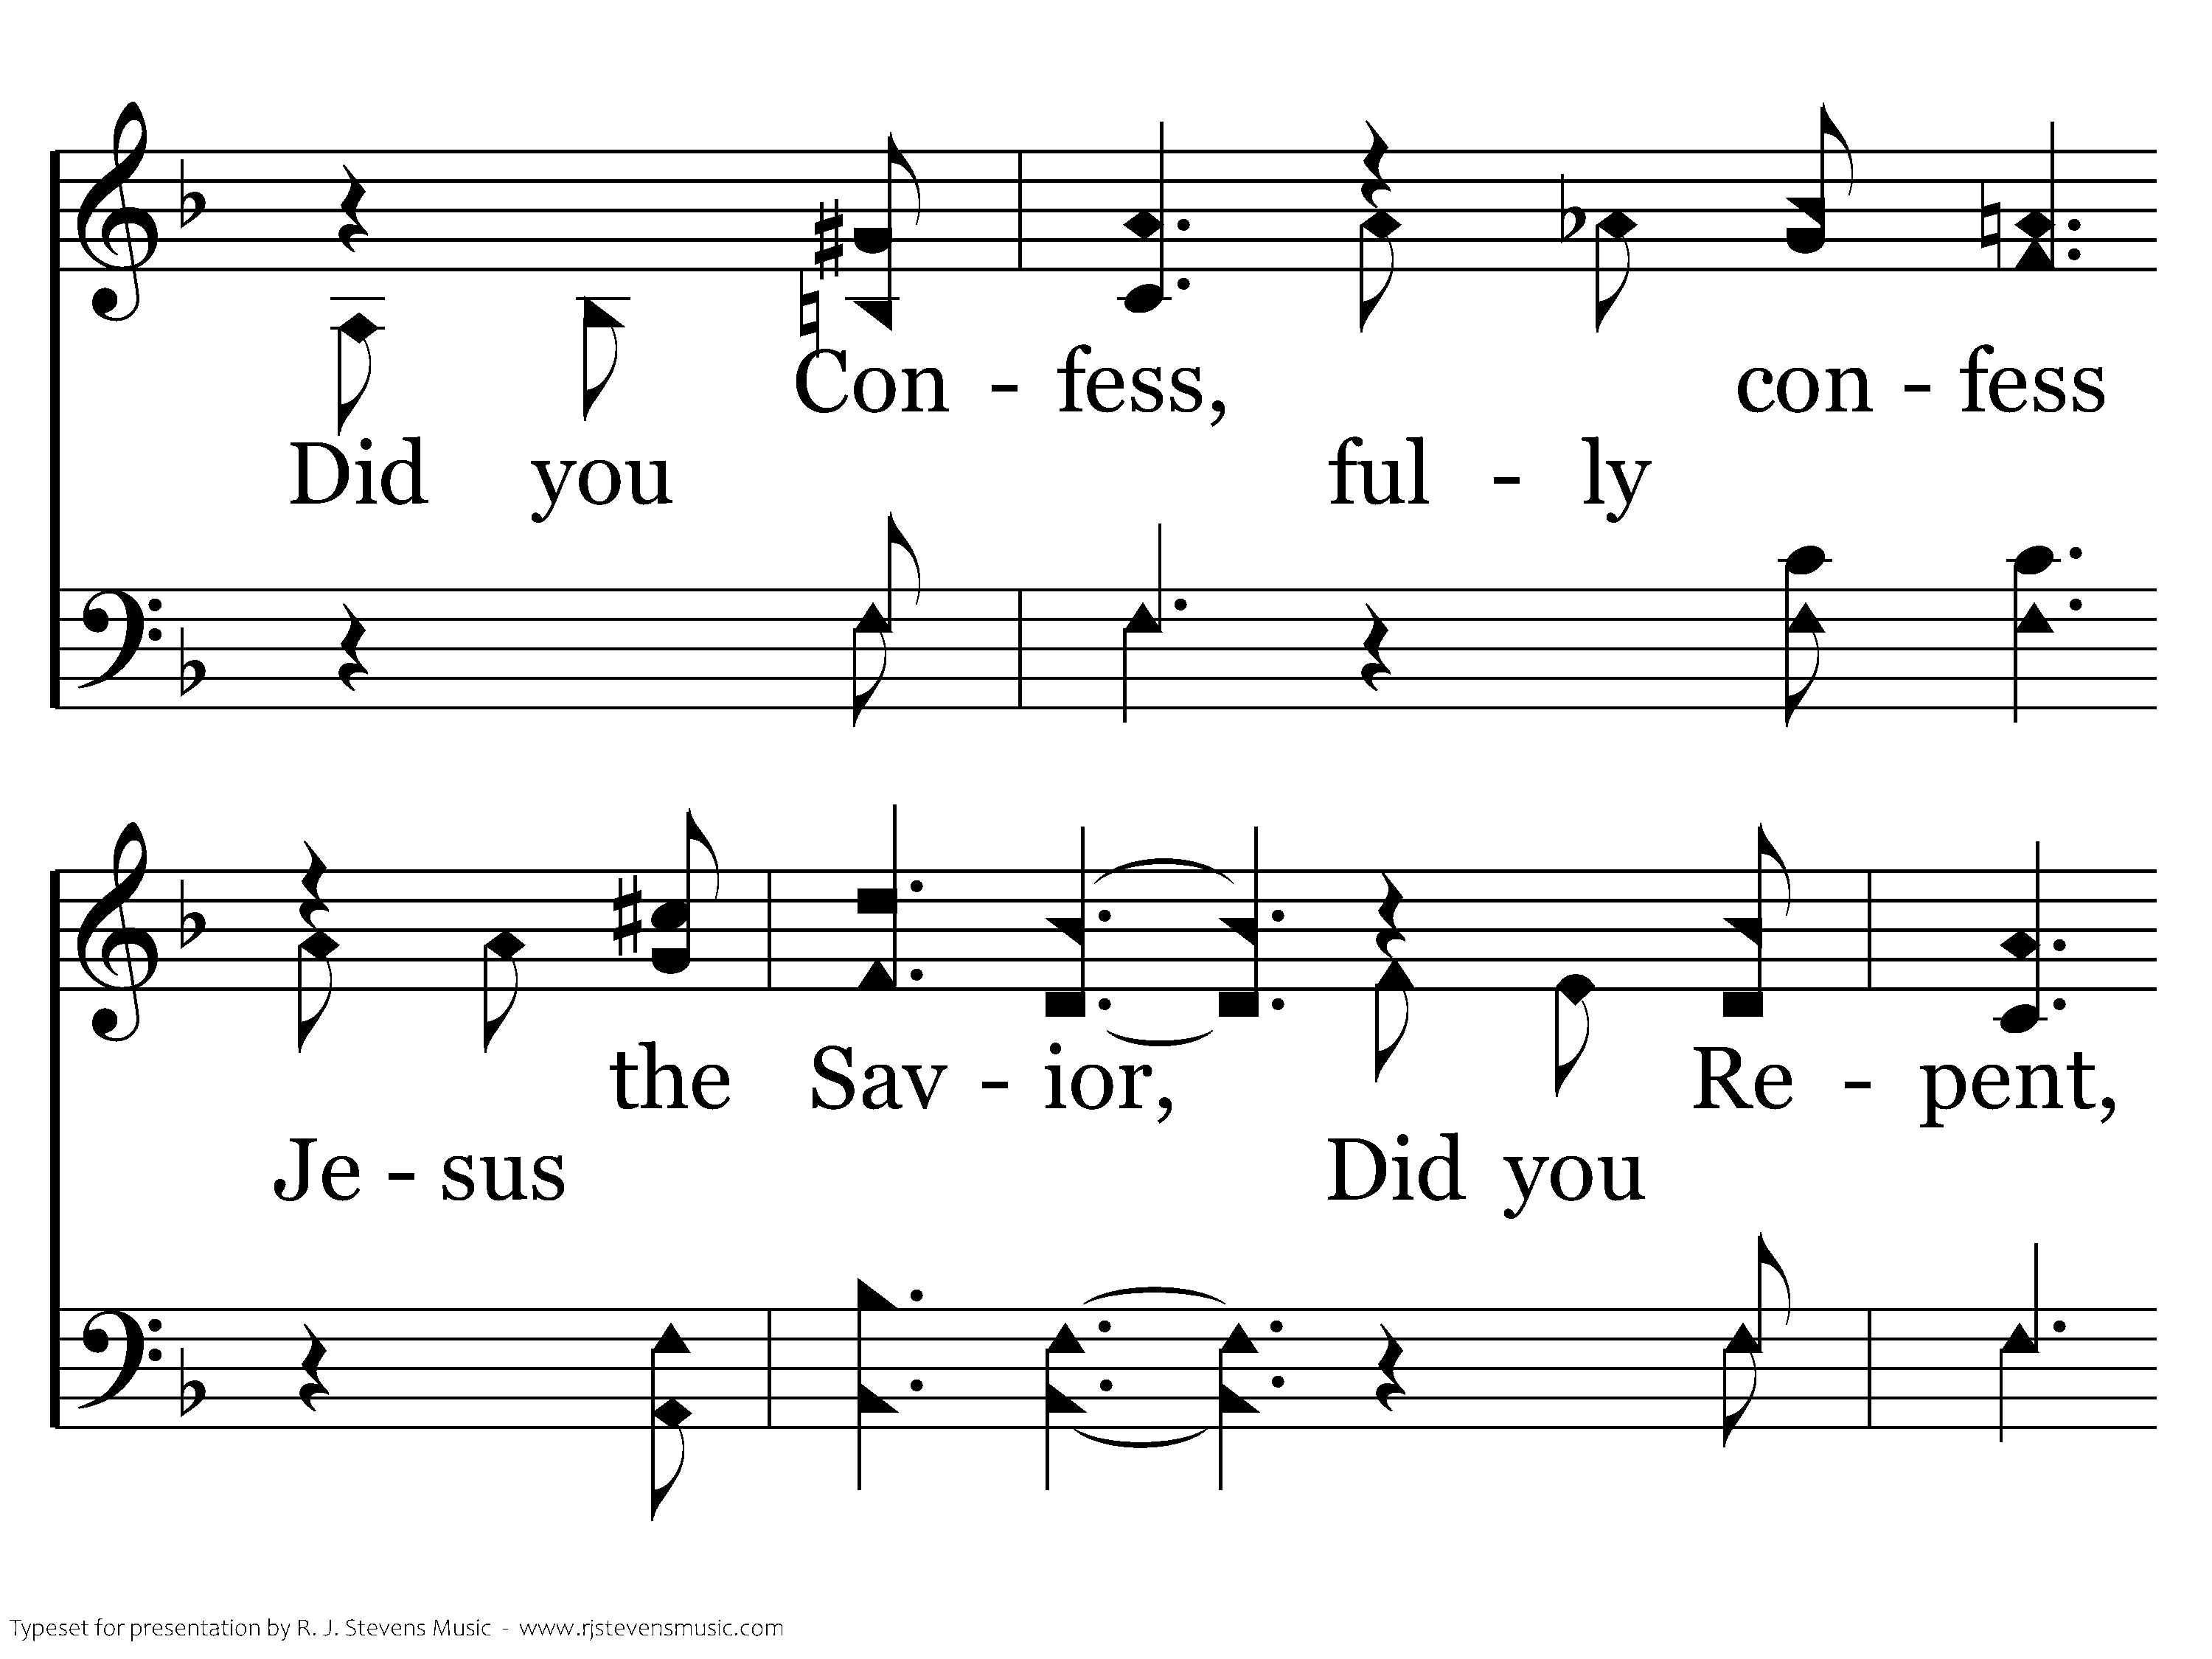 Con - fess, con - fess
Did you ful - ly
the Sav - ior, Re - pent,
Je - sus Did you
Typeset for presentation by R. J. Stevens Music - www.rjstevensmusic.com